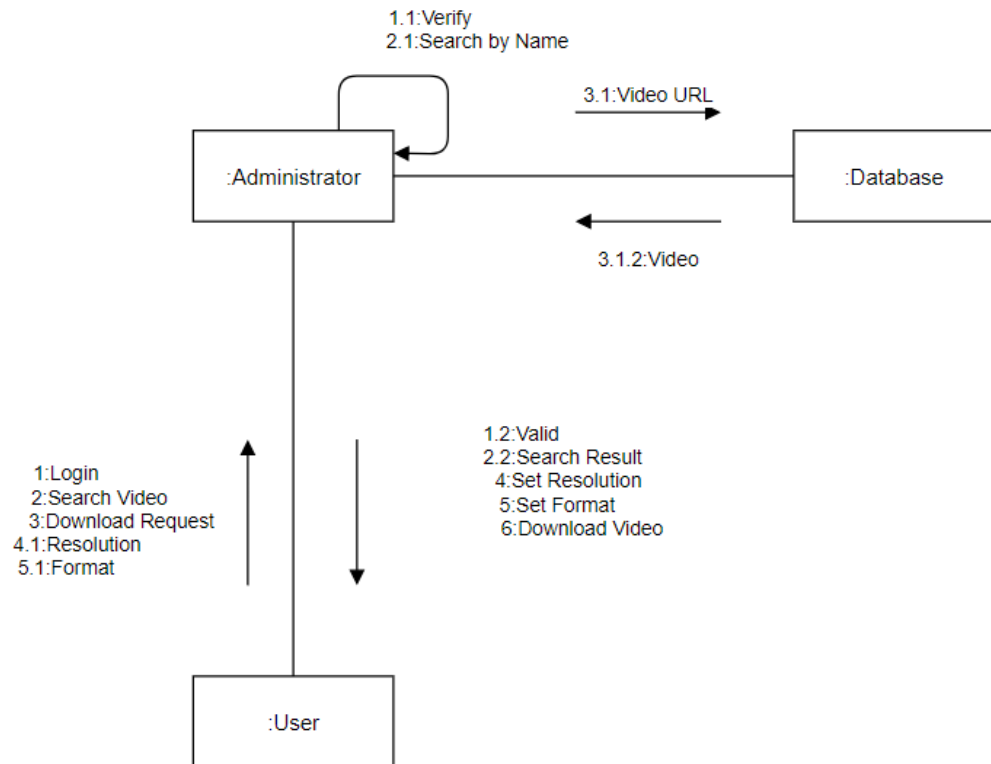 1.1:Verify
2.1:Search by Name
3.1:Video URL
:Administrator
:Database
3.1.2:Video
1:Login
2:Search Video
3:Download Request
4.1:Resolution
5.1:Format
1.2:Valid
2.2:Search Result
4:Set Resolution
5:Set Format
6:Download Video
:User